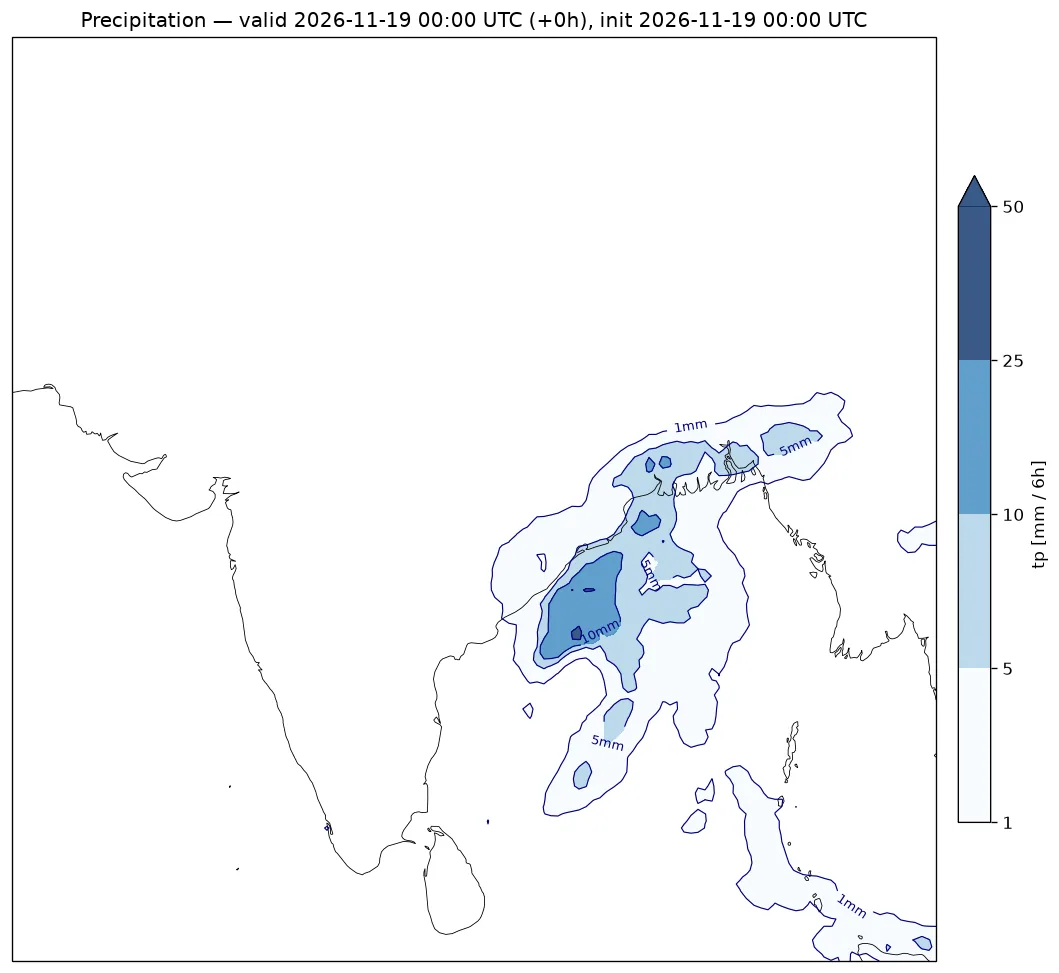 Precipitation — valid 2026-11-19 00:00 UTC (+0h), init 2026-11-19 00:00 UTC
50
25
10
5
1
tp [mm / 6h]
1mm
5mm
5mm
10mm
5mm
1mm